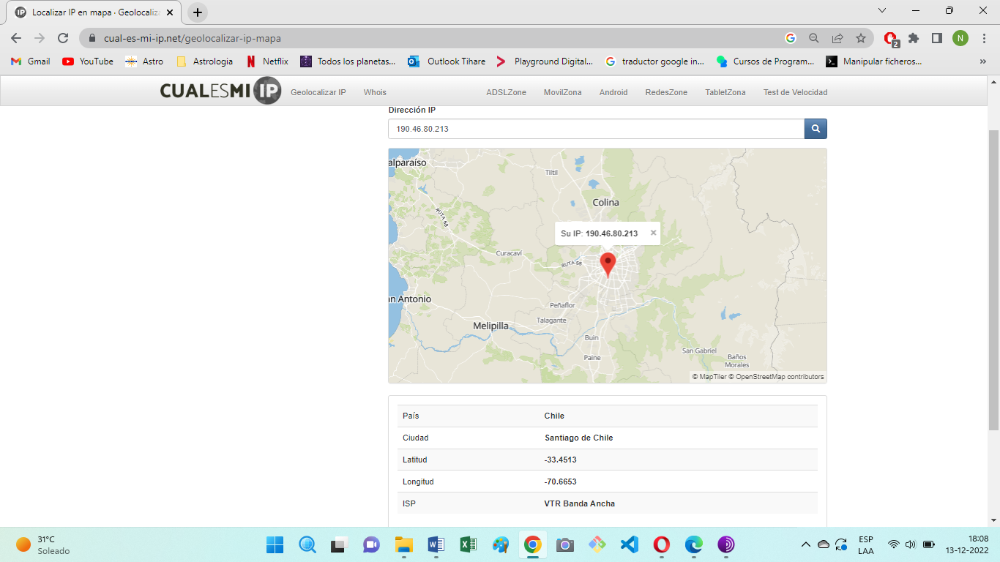 Localizar IP en mapa · Geolocaliza
cual-es-mi-ip.net/geolocalizar-ip-mapa
N
2
Gmail
YouTube
Astro
Astrologia
Netflix
Todos los planetas...
Outlook Tihare
Playground Digital...
traductor google in...
Cursos de Program...
Manipular ficheros...
»
CUALESMI IP
Geolocalizar IP
Whois
ADSLZone
MovilZona
Android
RedesZone
TabletZona
Test de Velocidad
Dirección IP
190.46.80.213
alparaíso
Tiltil
Colina
RUTA 68
Su IP: 190.46.80.213 ×
Curacaví
RUTA 68
an Antonio
Peñaflor
Talagante
Melipilla
Buin
Paine
San Gabriel
Baños
Morales
© MapTiler © OpenStreetMap contributors
País Chile
Ciudad Santiago de Chile
Latitud -33.4513
Longitud -70.6653
ISP VTR Banda Ancha
31°C
Soleado
ESP
LAA
18:08
13-12-2022